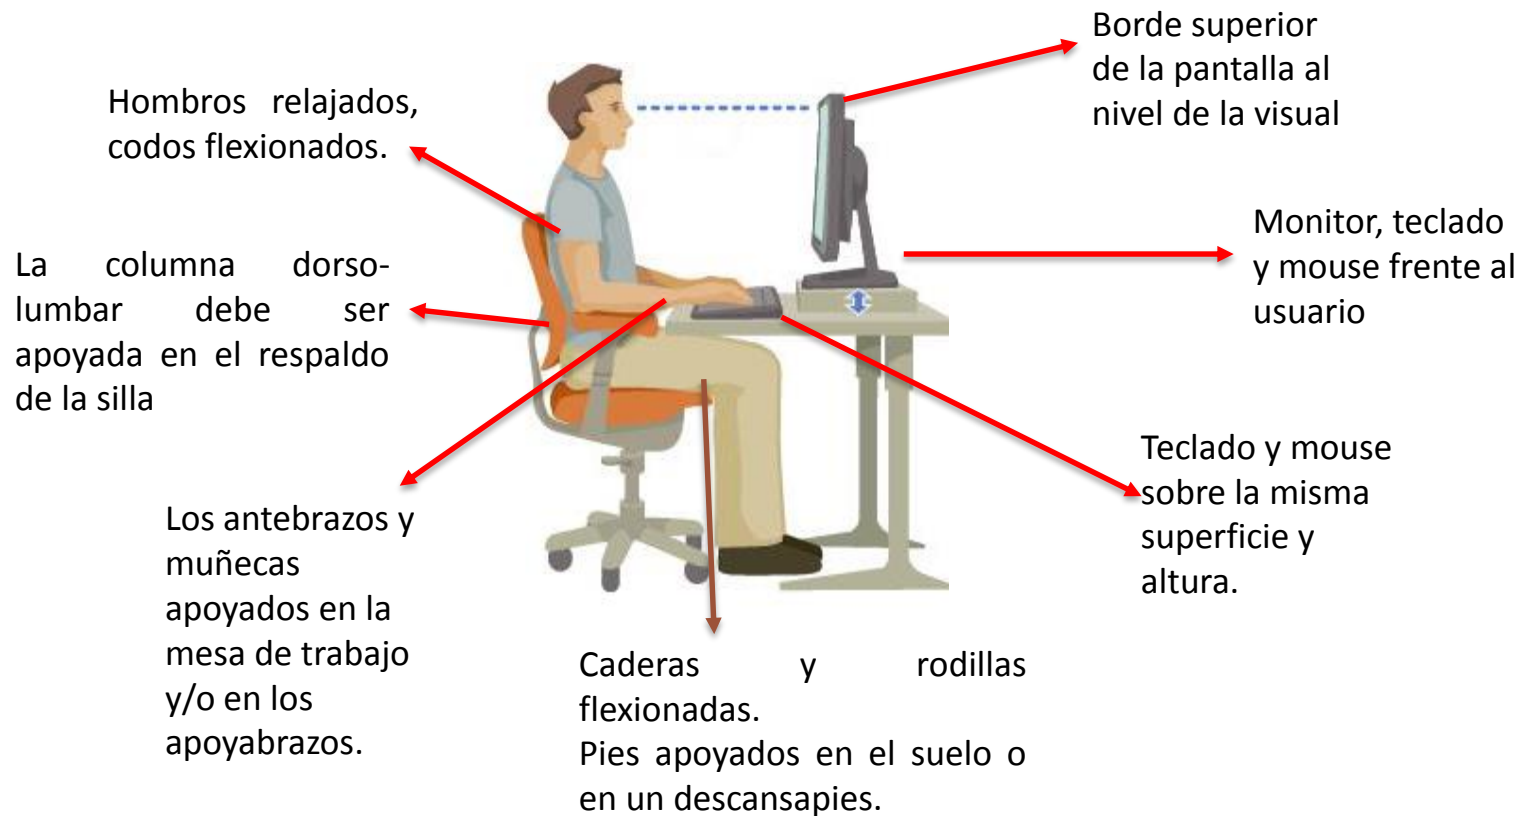 Borde superior
de la pantalla al
nivel de la visual
Hombros relajados,
codos flexionados.
Monitor, teclado
y mouse frente al
usuario
La columna dorso-
lumbar debe ser
apoyada en el respaldo
de la silla
Teclado y mouse
sobre la misma
superficie y
altura.
Los antebrazos y
muñecas
apoyados en la
mesa de trabajo
y/o en los
apoyabrazos.
Caderas y rodillas
flexionadas.
Pies apoyados en el suelo o
en un descansapies.